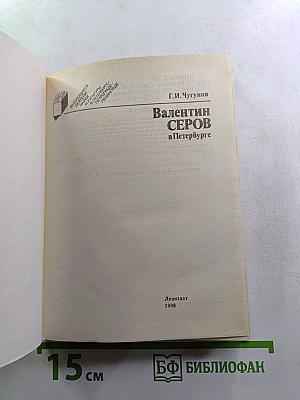 Г.И.Чугунов
Валентин
СЕРОВ
в Петербурге
Лениздат
1990
15 см
БФ БИБЛИОФАН